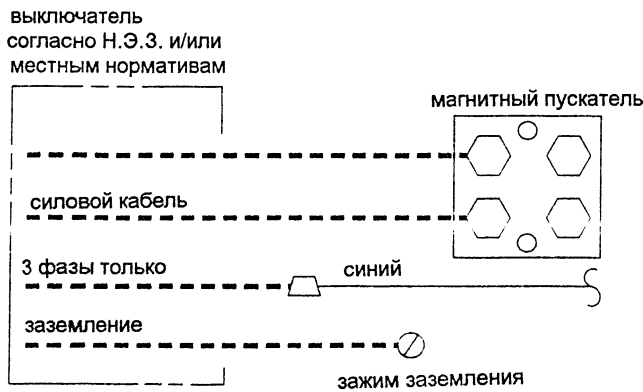 выключатель
согласно Н.Э.З. и/или
местным нормативам
магнитный пускатель
силовой кабель
3 фазы только
синий
заземление
зажим заземления